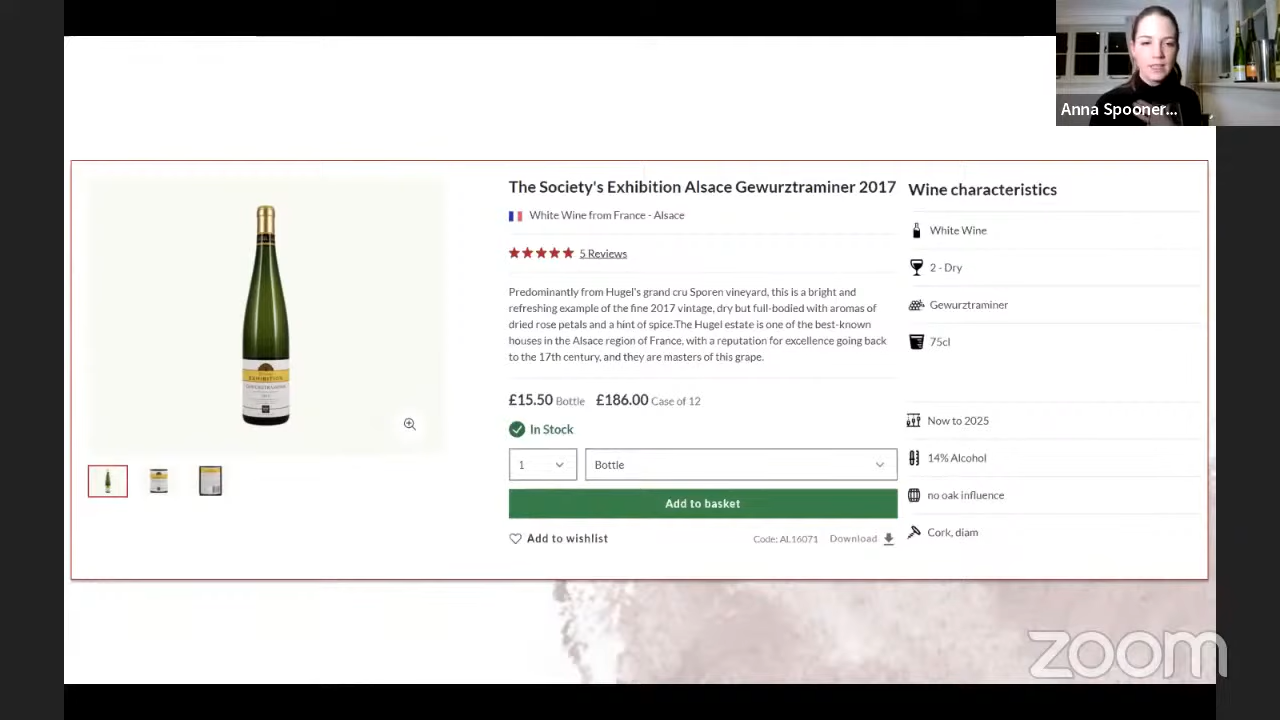 Anna Spooner...
The Society's Exhibition Alsace Gewurztraminer 2017
White Wine from France - Alsace
5 Reviews
Predominantly from Hugel's grand cru Sporen vineyard, this is a bright and
refreshing example of the fine 2017 vintage, dry but full-bodied with aromas of
dried rose petals and a hint of spice.The Hugel estate is one of the best-known
houses in the Alsace region of France, with a reputation for excellence going back
to the 17th century, and they are masters of this grape.
£15.50 Bottle £186.00 Case of 12
In Stock
1 Bottle
Add to basket
Add to wishlist Code: AL16071 Download
Wine characteristics
White Wine
2 - Dry
Gewurztraminer
75cl
Now to 2025
14% Alcohol
no oak influence
Cork, diam
EXHIBITION
GEWURZTRAMINER
zoom